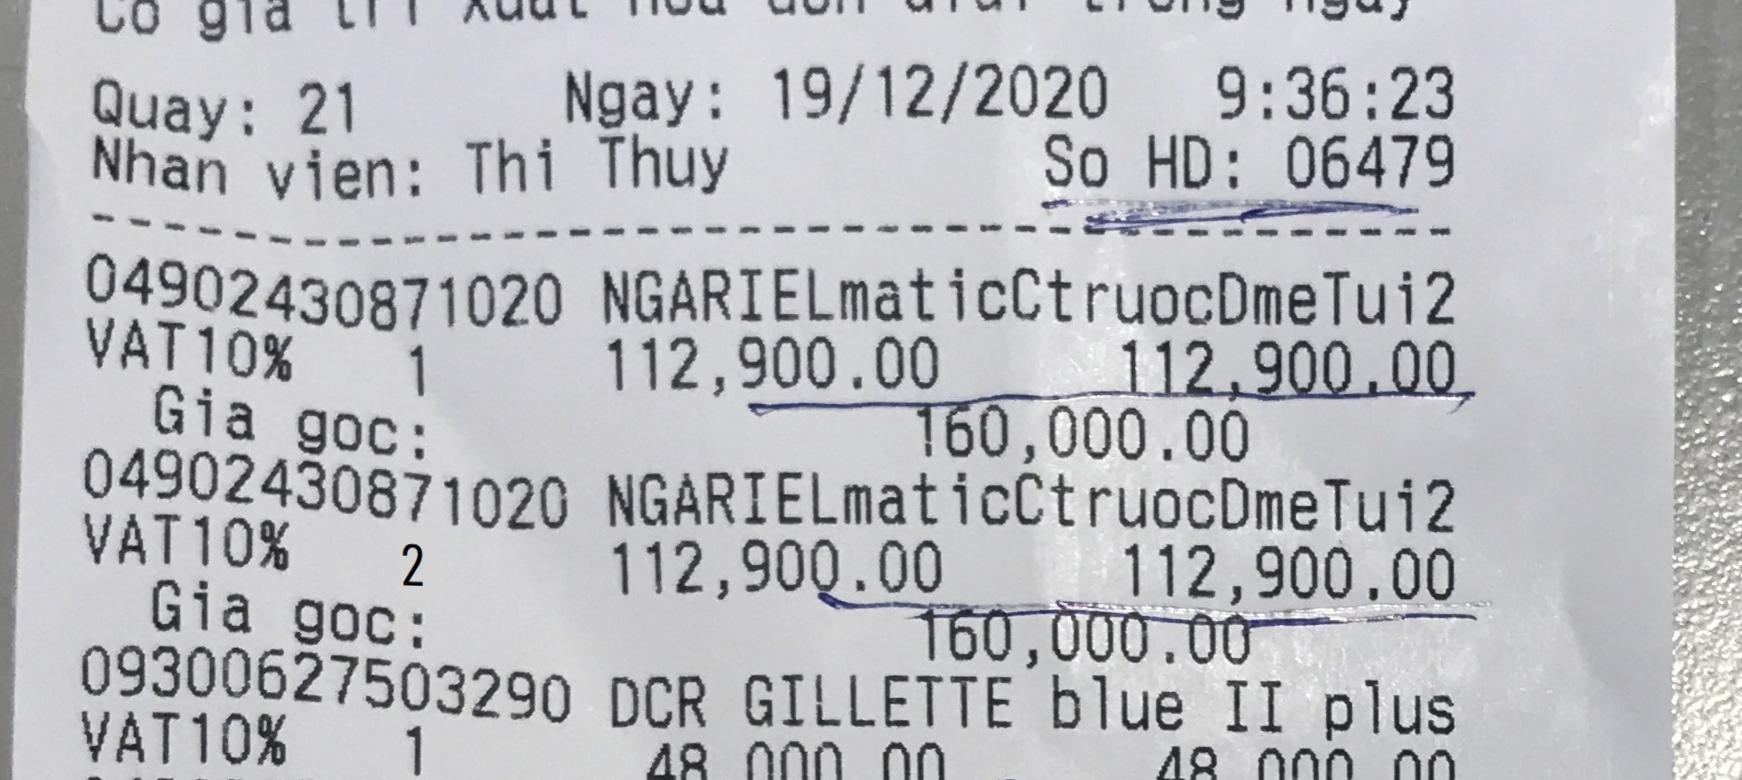 Co gia tri xuat hoa don GTGT trong ngay
Quay: 21 Ngay: 19/12/2020 9:36:23
Nhan vien: Thi Thuy So HD: 06479
04902430871020 NGARIELmaticCtruocDmeTui2
VAT10% 1 112,900.00 112,900.00
Gia goc: 160,000.00
04902430871020 NGARIELmaticCtruocDmeTui2
VAT10% 2 112,900.00 112,900.00
Gia goc: 160,000.00
09300627503290 DCR GILLETTE blue II plus
VAT10% 1 48,000.00 48,000.00